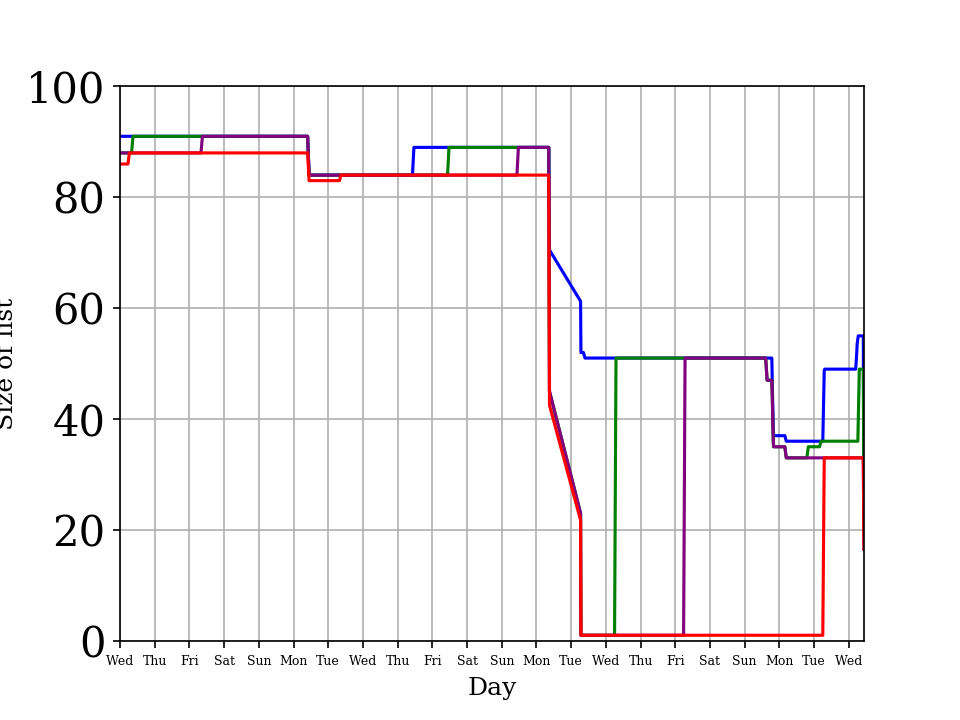 100
80
60
40
20
0
Size of list
Wed Thu Fri Sat Sun Mon Tue Wed Thu Fri Sat Sun Mon Tue Wed Thu Fri Sat Sun Mon Tue Wed
Day